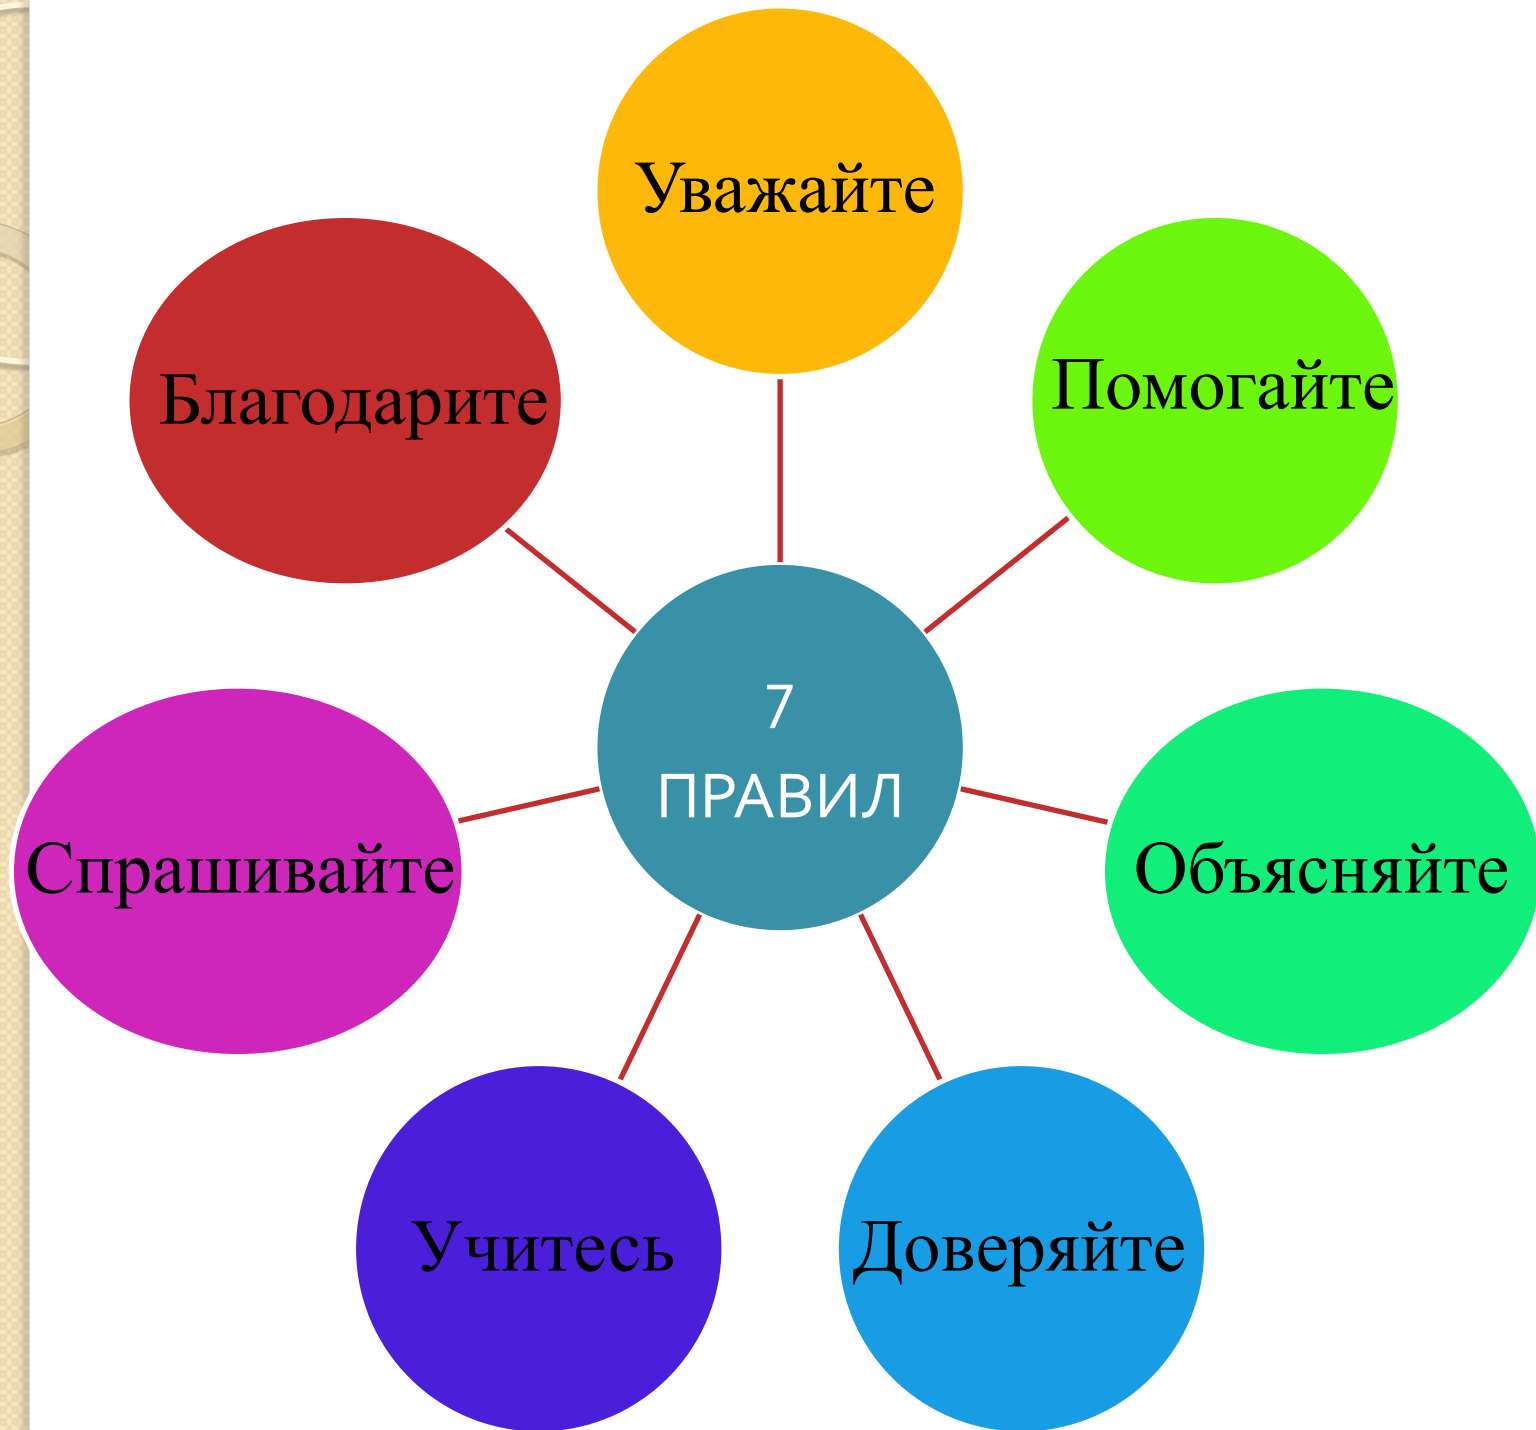 Уважайте
Помогайте
Объясняйте
Доверяйте
Учитесь
Спрашивайте
Благодарите
7
ПРАВИЛ